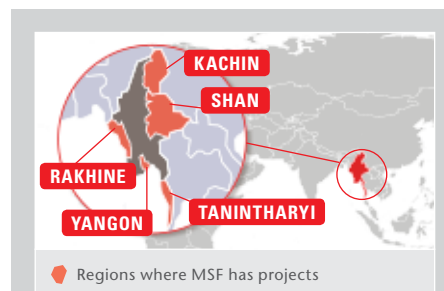 KACHIN
SHAN
RAKHINE
YANGON
TANINTHARYI
Regions where MSF has projects